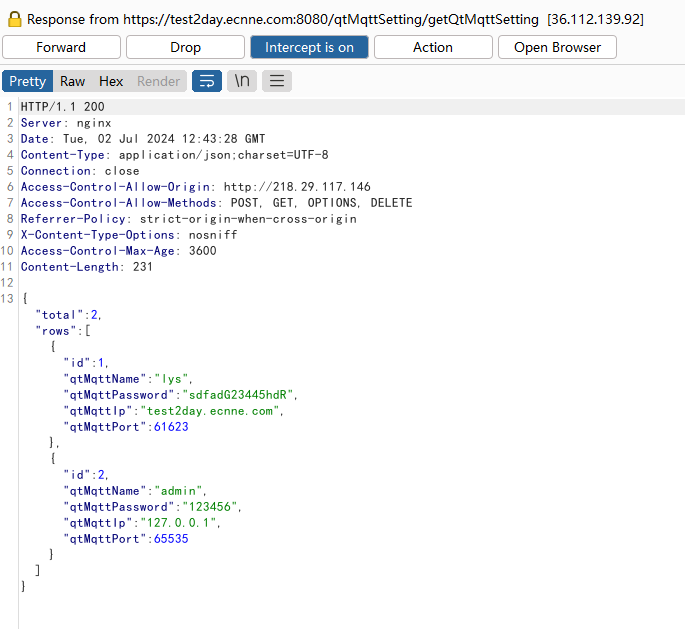 Response from https://test2day.ecnne.com:8080/qtMqttSetting/getQtMqttSetting [36.112.139.92]
Forward Drop Intercept is on Action Open Browser
Pretty Raw Hex Render \n
1 HTTP/1.1 200
2 Server: nginx
3 Date: Tue, 02 Jul 2024 12:43:28 GMT
4 Content-Type: application/json;charset=UTF-8
5 Connection: close
6 Access-Control-Allow-Origin: http://218.29.117.146
7 Access-Control-Allow-Methods: POST, GET, OPTIONS, DELETE
8 Referrer-Policy: strict-origin-when-cross-origin
9 X-Content-Type-Options: nosniff
10 Access-Control-Max-Age: 3600
11 Content-Length: 231
12
13 {
"total":2,
"rows":[
{
"id":1,
"qtMqttName":"lys",
"qtMqttPassword":"sdfadG23445hdR",
"qtMqttIp":"test2day.ecnne.com",
"qtMqttPort":61623
},
{
"id":2,
"qtMqttName":"admin",
"qtMqttPassword":"123456",
"qtMqttIp":"127.0.0.1",
"qtMqttPort":65535
}
]
}